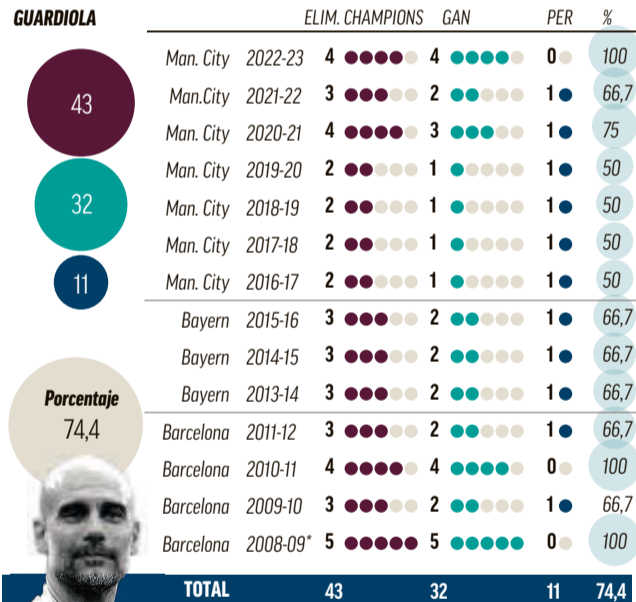 GUARDIOLA ELIM. CHAMPIONS GAN PER %
Man. City 2022-23 4 4 0 100
Man.City 2021-22 3 2 1 66,7
Man. City 2020-21 4 3 1 75
Man. City 2019-20 2 1 1 50
Man. City 2018-19 2 1 1 50
Man. City 2017-18 2 1 1 50
Man. City 2016-17 2 1 1 50
Bayern 2015-16 3 2 1 66,7
Bayern 2014-15 3 2 1 66,7
Bayern 2013-14 3 2 1 66,7
Barcelona 2011-12 3 2 1 66,7
Barcelona 2010-11 4 4 0 100
Barcelona 2009-10 3 2 1 66,7
Barcelona 2008-09* 5 5 0 100
TOTAL 43 32 11 74,4
43
32
11
Porcentaje
74,4